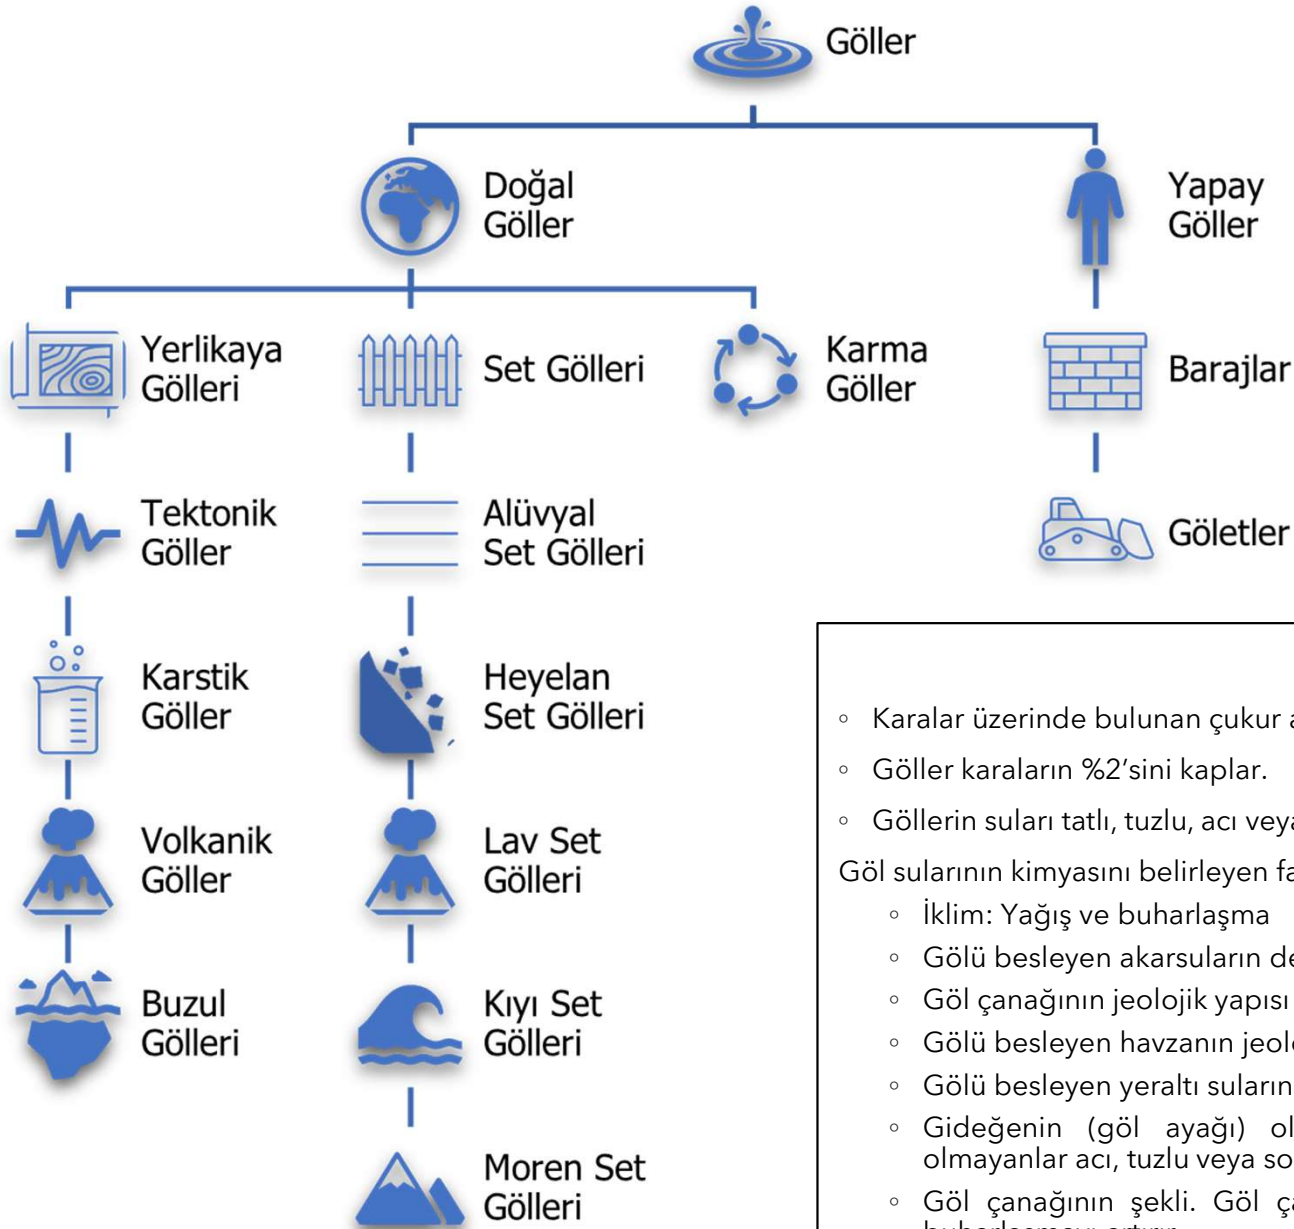 Göller
Doğal
Göller
Yapay
Göller
Yerlikaya
Gölleri
Set Gölleri
Karma
Göller
Barajlar
Tektonik
Göller
Alüvyal
Set Gölleri
Göletler
Karstik
Göller
Heyelan
Set Gölleri
Volkanik
Göller
Lav Set
Gölleri
Buzul
Gölleri
Kıyı Set
Gölleri
Moren Set
Gölleri
◦ Karalar üzerinde bulunan çukur
◦ Göller karaların %2’sini kaplar.
◦ Göllerin suları tatlı, tuzlu, acı veya
Göl sularının kimyasını belirleyen
◦ İklim: Yağış ve buharlaşma
◦ Gölü besleyen akarsuların
◦ Göl çanağının jeolojik yapısı
◦ Gölü besleyen havzanın
◦ Gölü besleyen yeraltı
◦ Gideğenin (göl ayağı)
olmayanlar acı, tuzlu veya
◦ Göl çanağının şekli. Göl